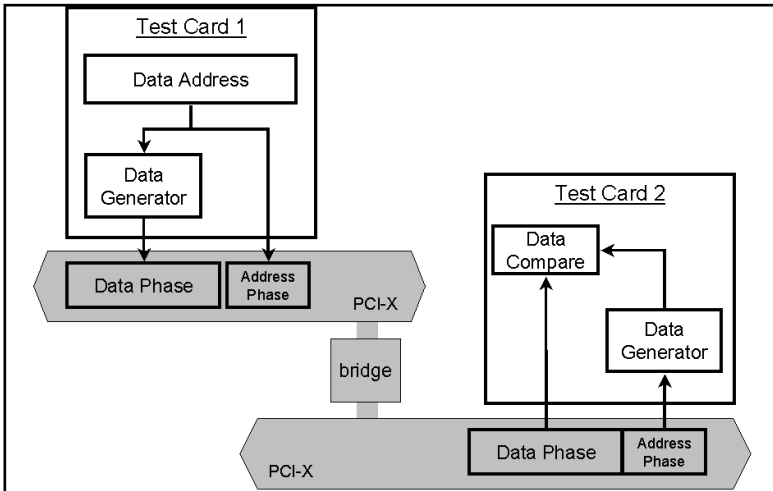 Test Card 1
Data Address
Data
Generator
Data Phase
Address
Phase
PCI-X
bridge
Test Card 2
Data
Compare
Data
Generator
Data Phase
Address
Phase
PCI-X